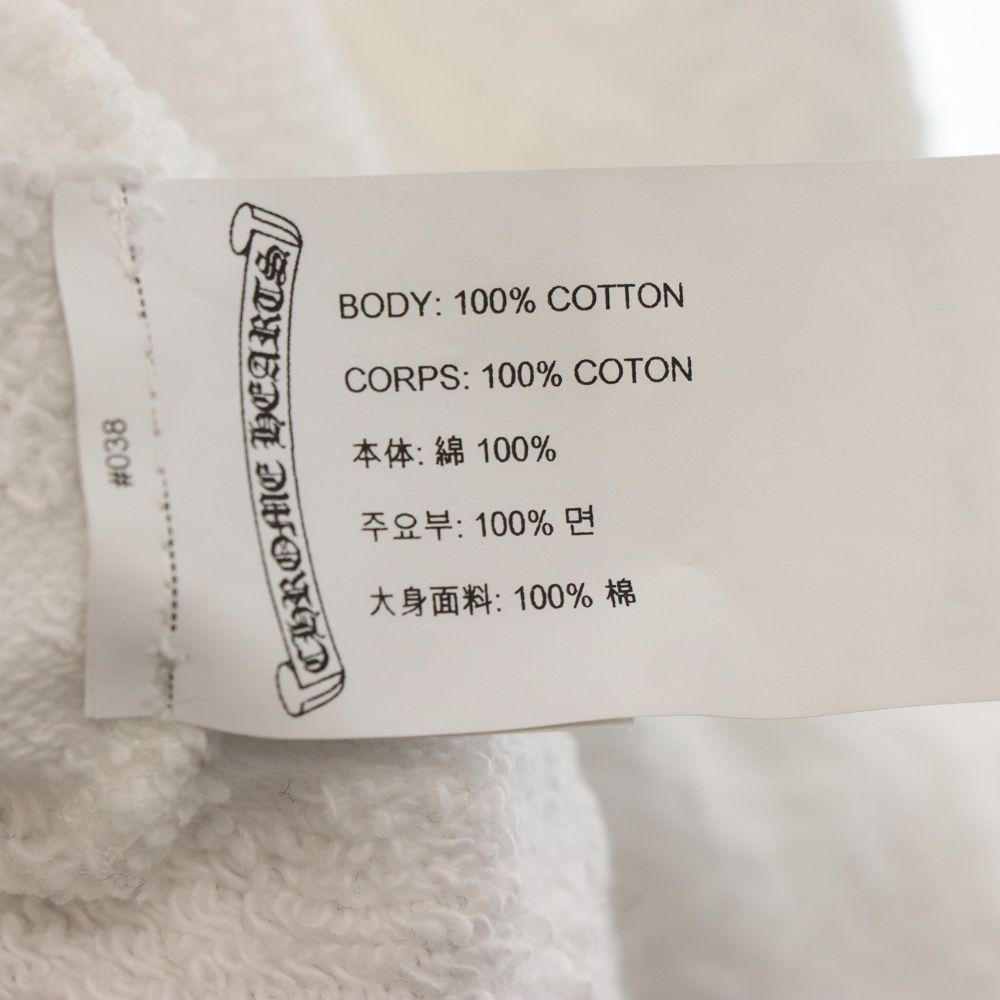 #038
CHROME HEARTS
BODY: 100% COTTON
CORPS: 100% COTON
本体: 綿 100%
주요부: 100% 면
大身面料: 100% 棉